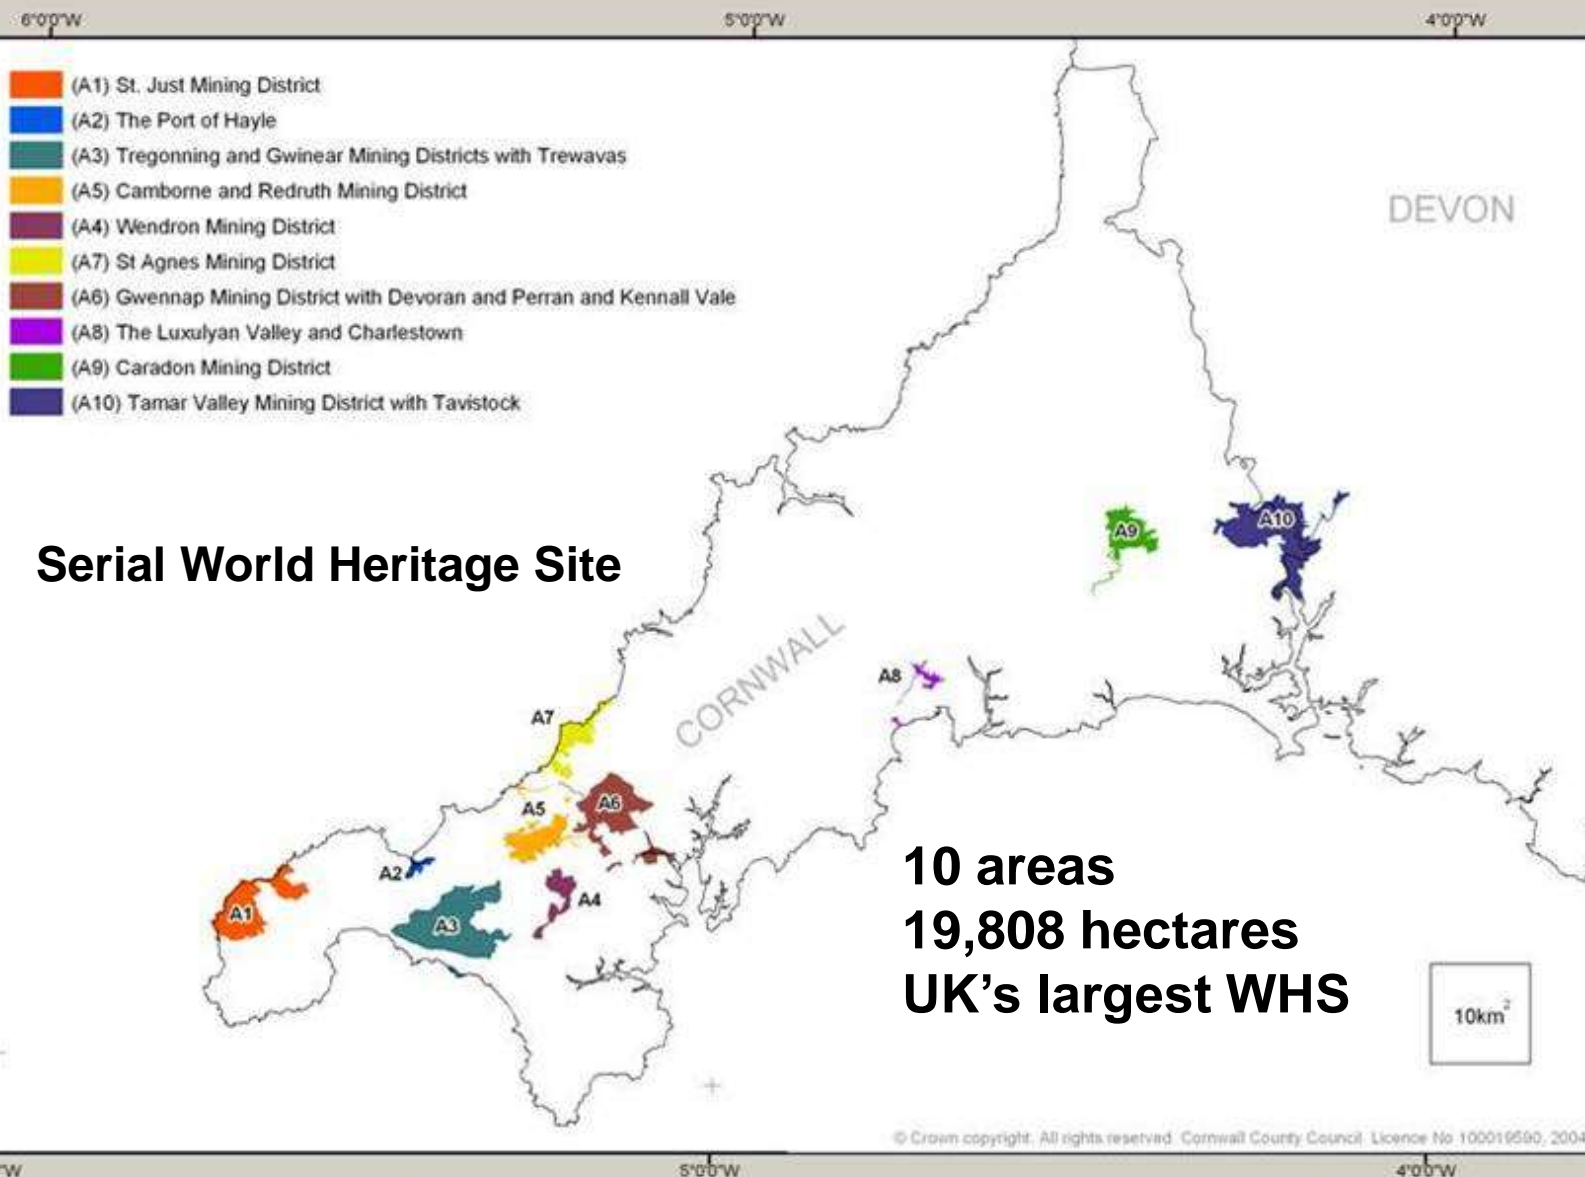 6°0'0"W
5°0'0"W
4°0'0"W
(A1) St. Just Mining District
(A2) The Port of Hayle
(A3) Tregonning and Gwinear Mining Districts with Trewavas
(A5) Camborne and Redruth Mining District
(A4) Wendron Mining District
(A7) St Agnes Mining District
(A6) Gwennap Mining District with Devoran and Perran and Kennall Vale
(A8) The Luxulyan Valley and Charlestown
(A9) Caradon Mining District
(A10) Tamar Valley Mining District with Tavistock
DEVON
Serial World Heritage Site
A9
A10
CORNWALL
A8
A7
A5
A6
A2
A4
A1
A3
10 areas
19,808 hectares
UK’s largest WHS
10km²
© Crown copyright. All rights reserved. Cornwall County Council. Licence No 100019590, 2004
W
5°0'0"W
4°0'0"W